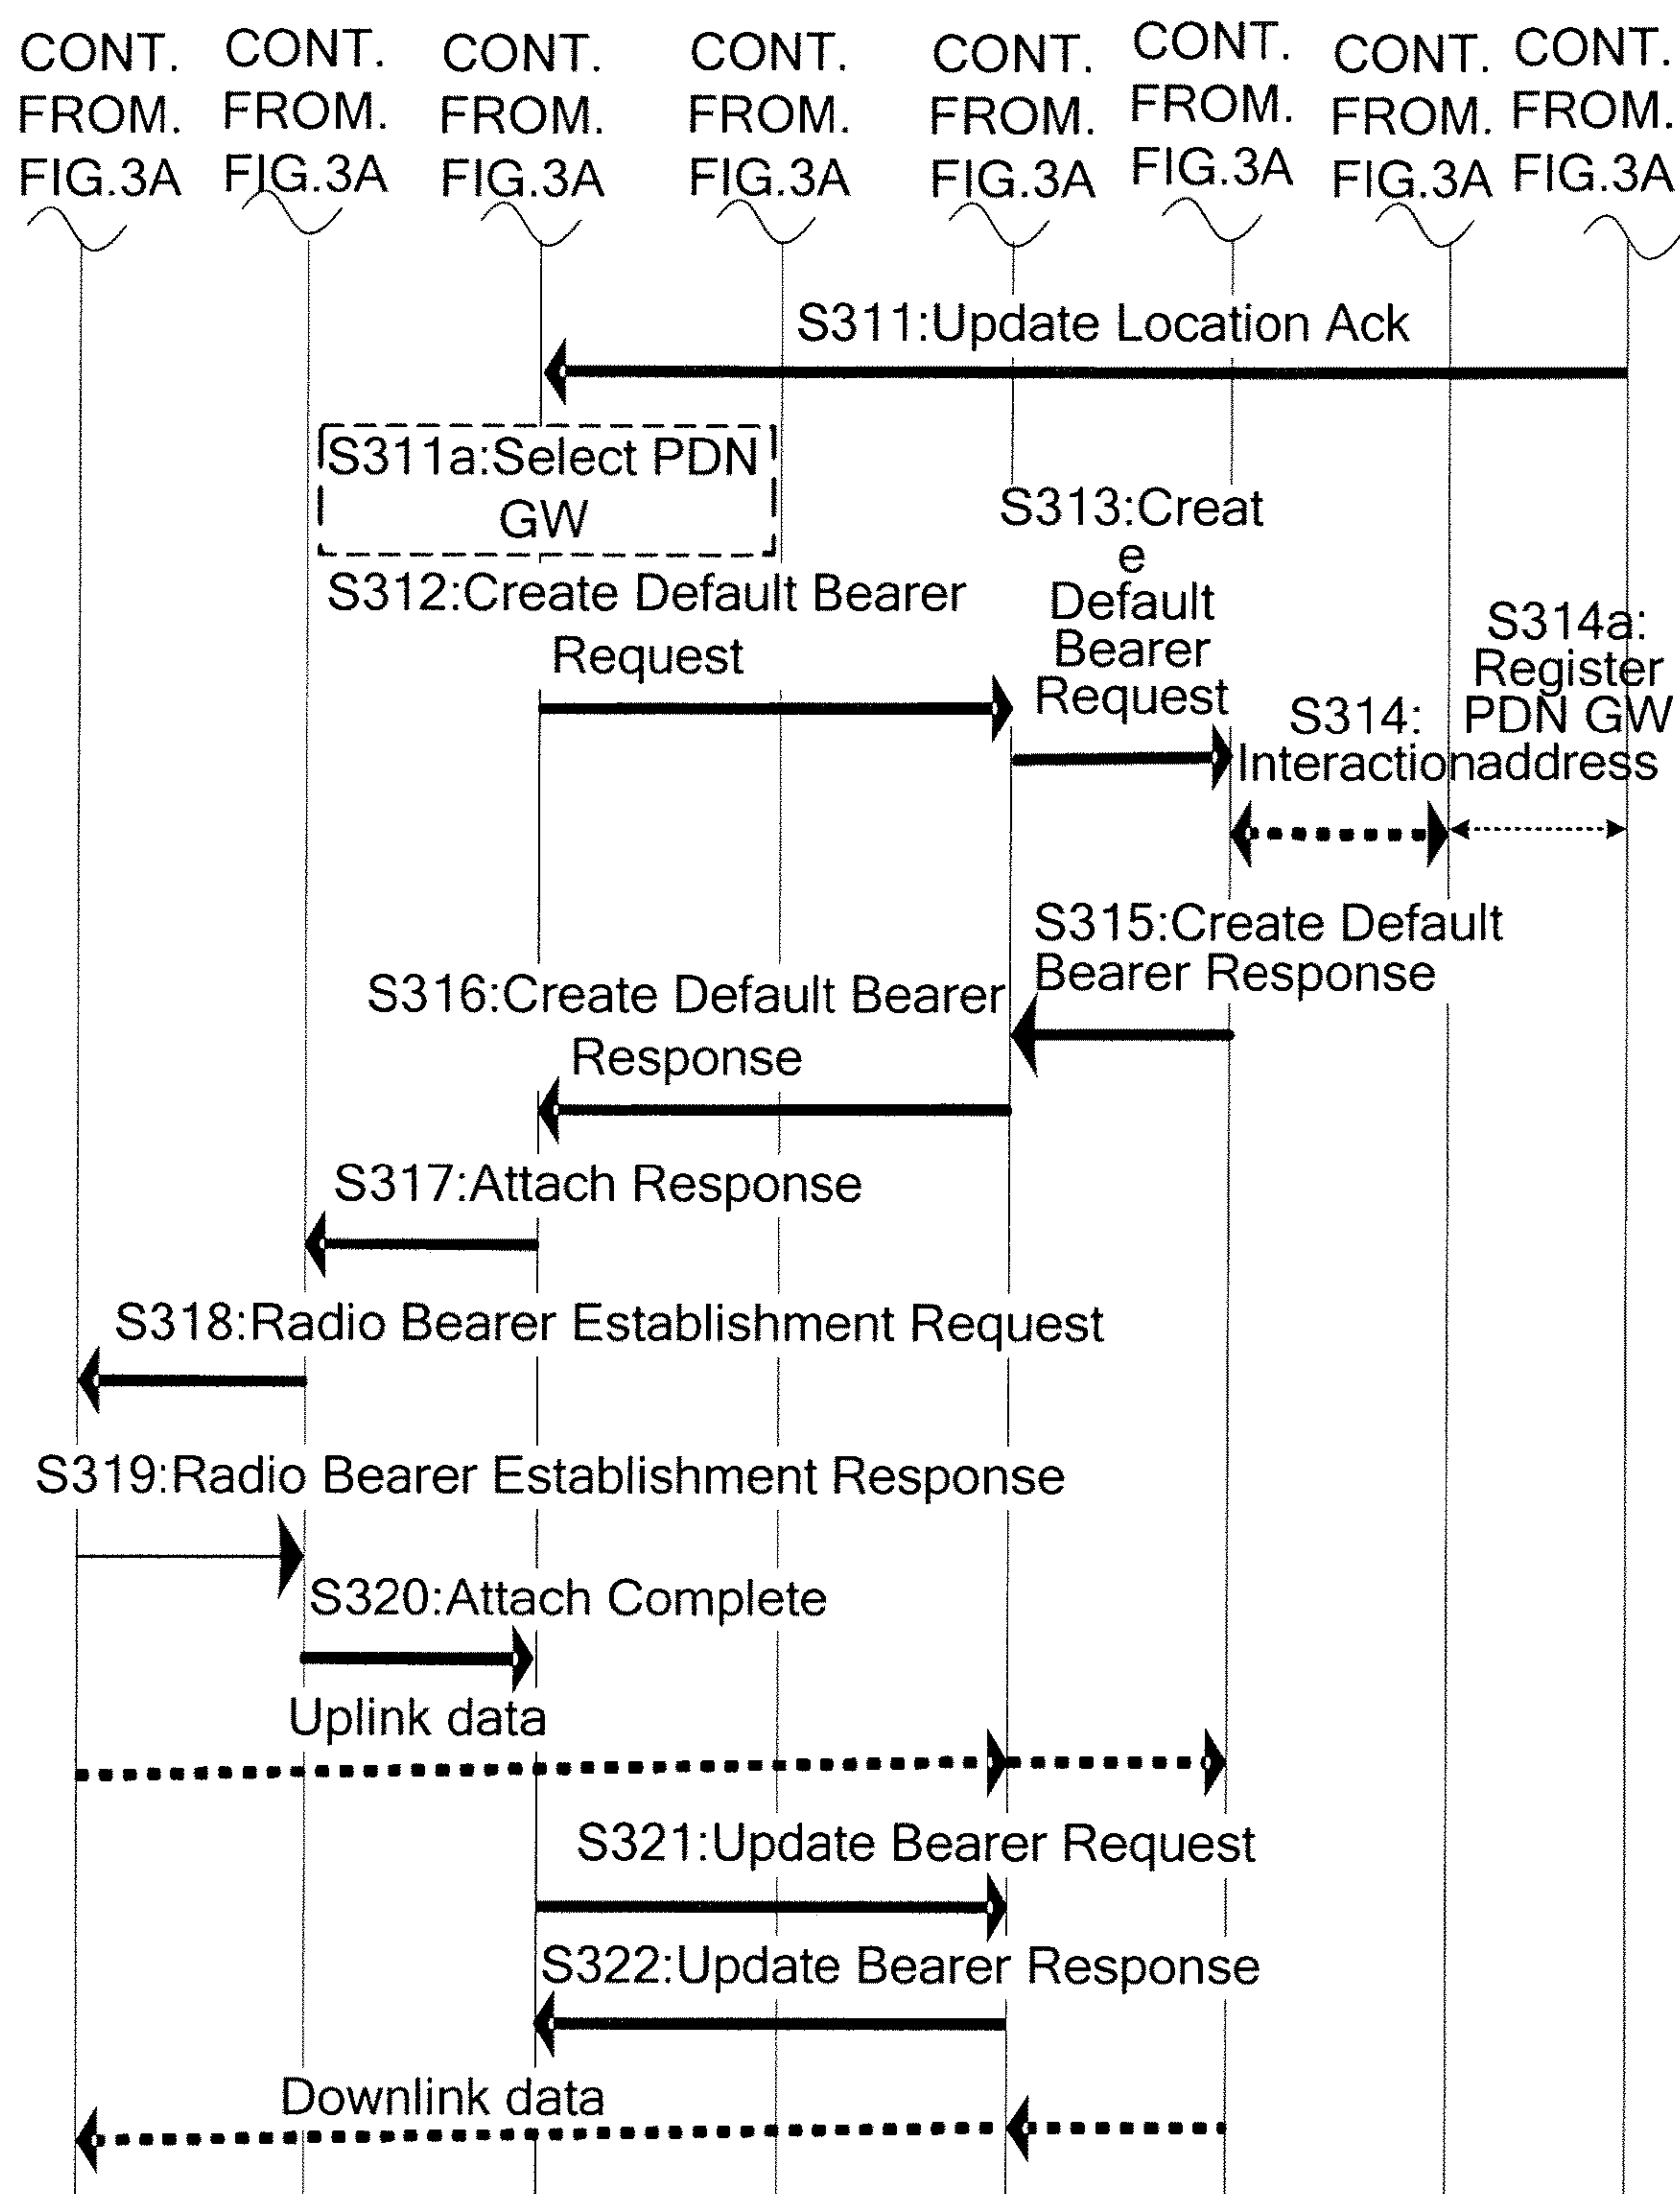 CONT. FROM. FIG.3A
CONT. FROM. FIG.3A
CONT. FROM. FIG.3A
CONT. FROM. FIG.3A
CONT. FROM. FIG.3A
CONT. FROM. FIG.3A
CONT. FROM. FIG.3A
CONT. FROM. FIG.3A
S311:Update Location Ack
S311a:Select PDN
GW
S312:Create Default Bearer
Request
S313:Creat
e
Default
Bearer
Request
S314:
Interaction
S314a:
Register
PDN GW
address
S315:Create Default
Bearer Response
S316:Create Default Bearer
Response
S317:Attach Response
S318:Radio Bearer Establishment Request
S319:Radio Bearer Establishment Response
S320:Attach Complete
Uplink data
S321:Update Bearer Request
S322:Update Bearer Response
Downlink data